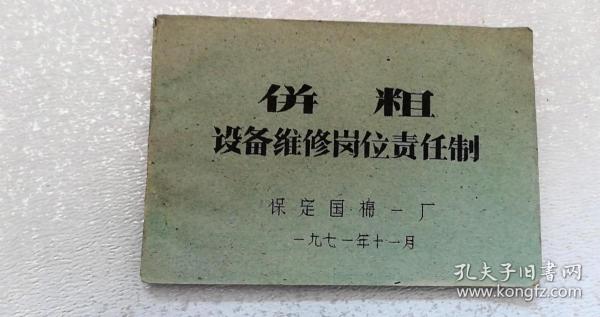 併 粗
设备维修岗位责任制
保定国棉一厂
一九七一年十一月
孔夫子旧书网
www.kongfz.com